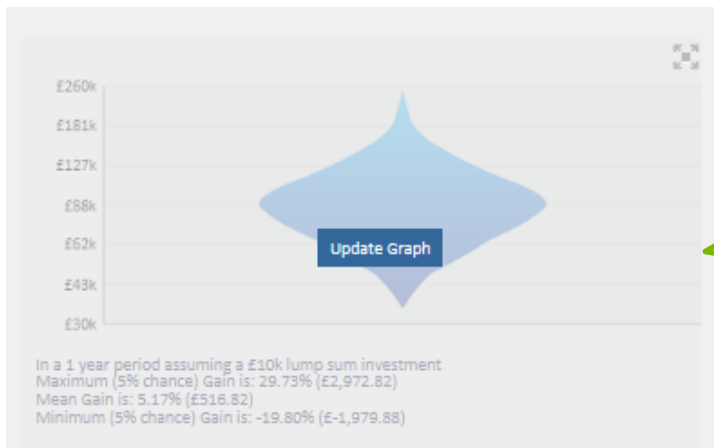 £260k
£181k
£127k
£88k
£62k
£43k
£30k
Update Graph
In a 1 year period assuming a £10k lump sum investment
Maximum (5% chance) Gain is: 29.73% (£2,972.82)
Mean Gain is: 5.17% (£516.82)
Minimum (5% chance) Gain is: -19.80% (£-1,979.88)